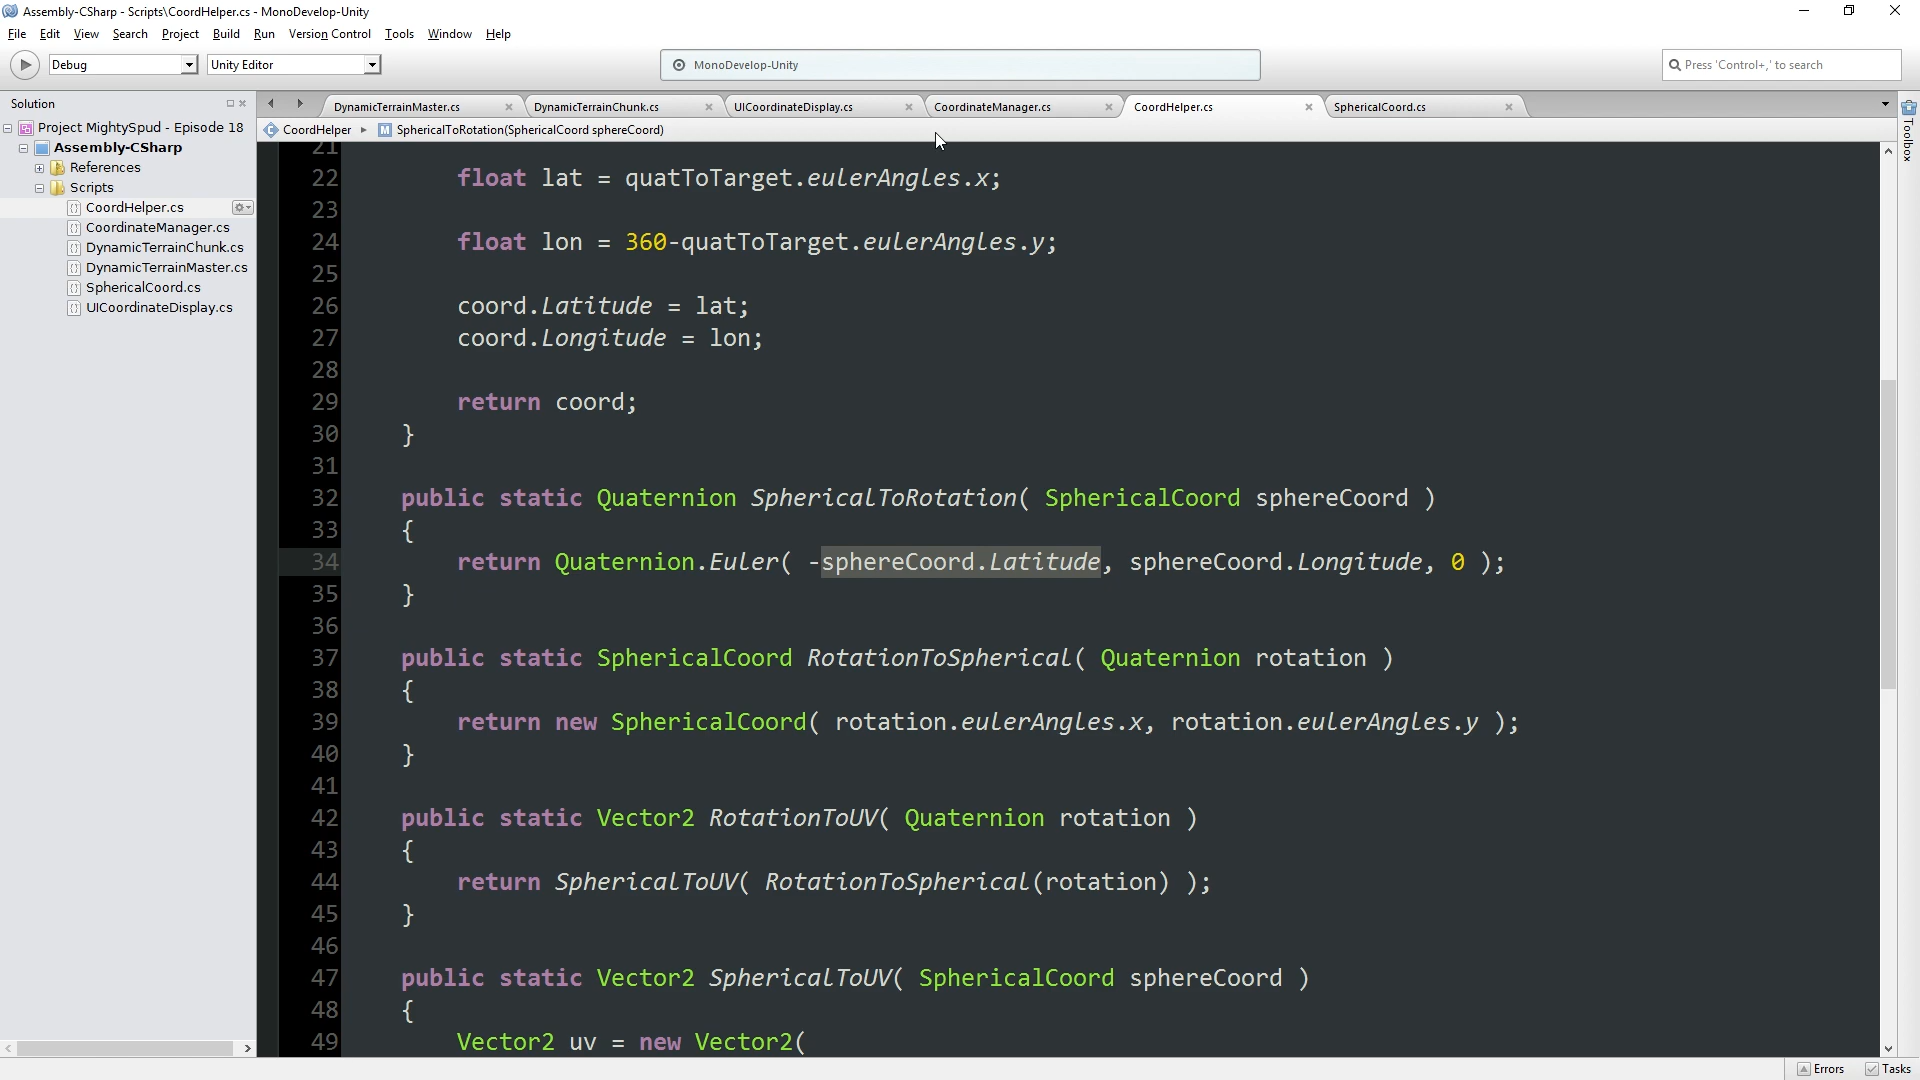 Assembly-CSharp - Scripts\CoordHelper.cs - MonoDevelop-Unity
File Edit View Search Project Build Run Version Control Tools Window Help
Debug Unity Editor MonoDevelop-Unity Press 'Control+,' to search
Solution DynamicTerrainMaster.cs DynamicTerrainChunk.cs UICoordinateDisplay.cs CoordinateManager.cs CoordHelper.cs SphericalCoord.cs
CoordHelper SphericalToRotation(SphericalCoord sphereCoord)
Toolbox
Project MightySpud - Episode 18
Assembly-CSharp
References
Scripts
CoordHelper.cs
CoordinateManager.cs
DynamicTerrainChunk.cs
DynamicTerrainMaster.cs
SphericalCoord.cs
UICoordinateDisplay.cs
21
22 float lat = quatToTarget.eulerAngles.x;
23
24 float lon = 360-quatToTarget.eulerAngles.y;
25
26 coord.Latitude = lat;
27 coord.Longitude = lon;
28
29 return coord;
30 }
31
32 public static Quaternion SphericalToRotation( SphericalCoord sphereCoord )
33 {
34 return Quaternion.Euler( -sphereCoord.Latitude, sphereCoord.Longitude, 0 );
35 }
36
37 public static SphericalCoord RotationToSpherical( Quaternion rotation )
38 {
39 return new SphericalCoord( rotation.eulerAngles.x, rotation.eulerAngles.y );
40 }
41
42 public static Vector2 RotationToUV( Quaternion rotation )
43 {
44 return SphericalToUV( RotationToSpherical(rotation) );
45 }
46
47 public static Vector2 SphericalToUV( SphericalCoord sphereCoord )
48 {
49 Vector2 uv = new Vector2(
Errors Tasks